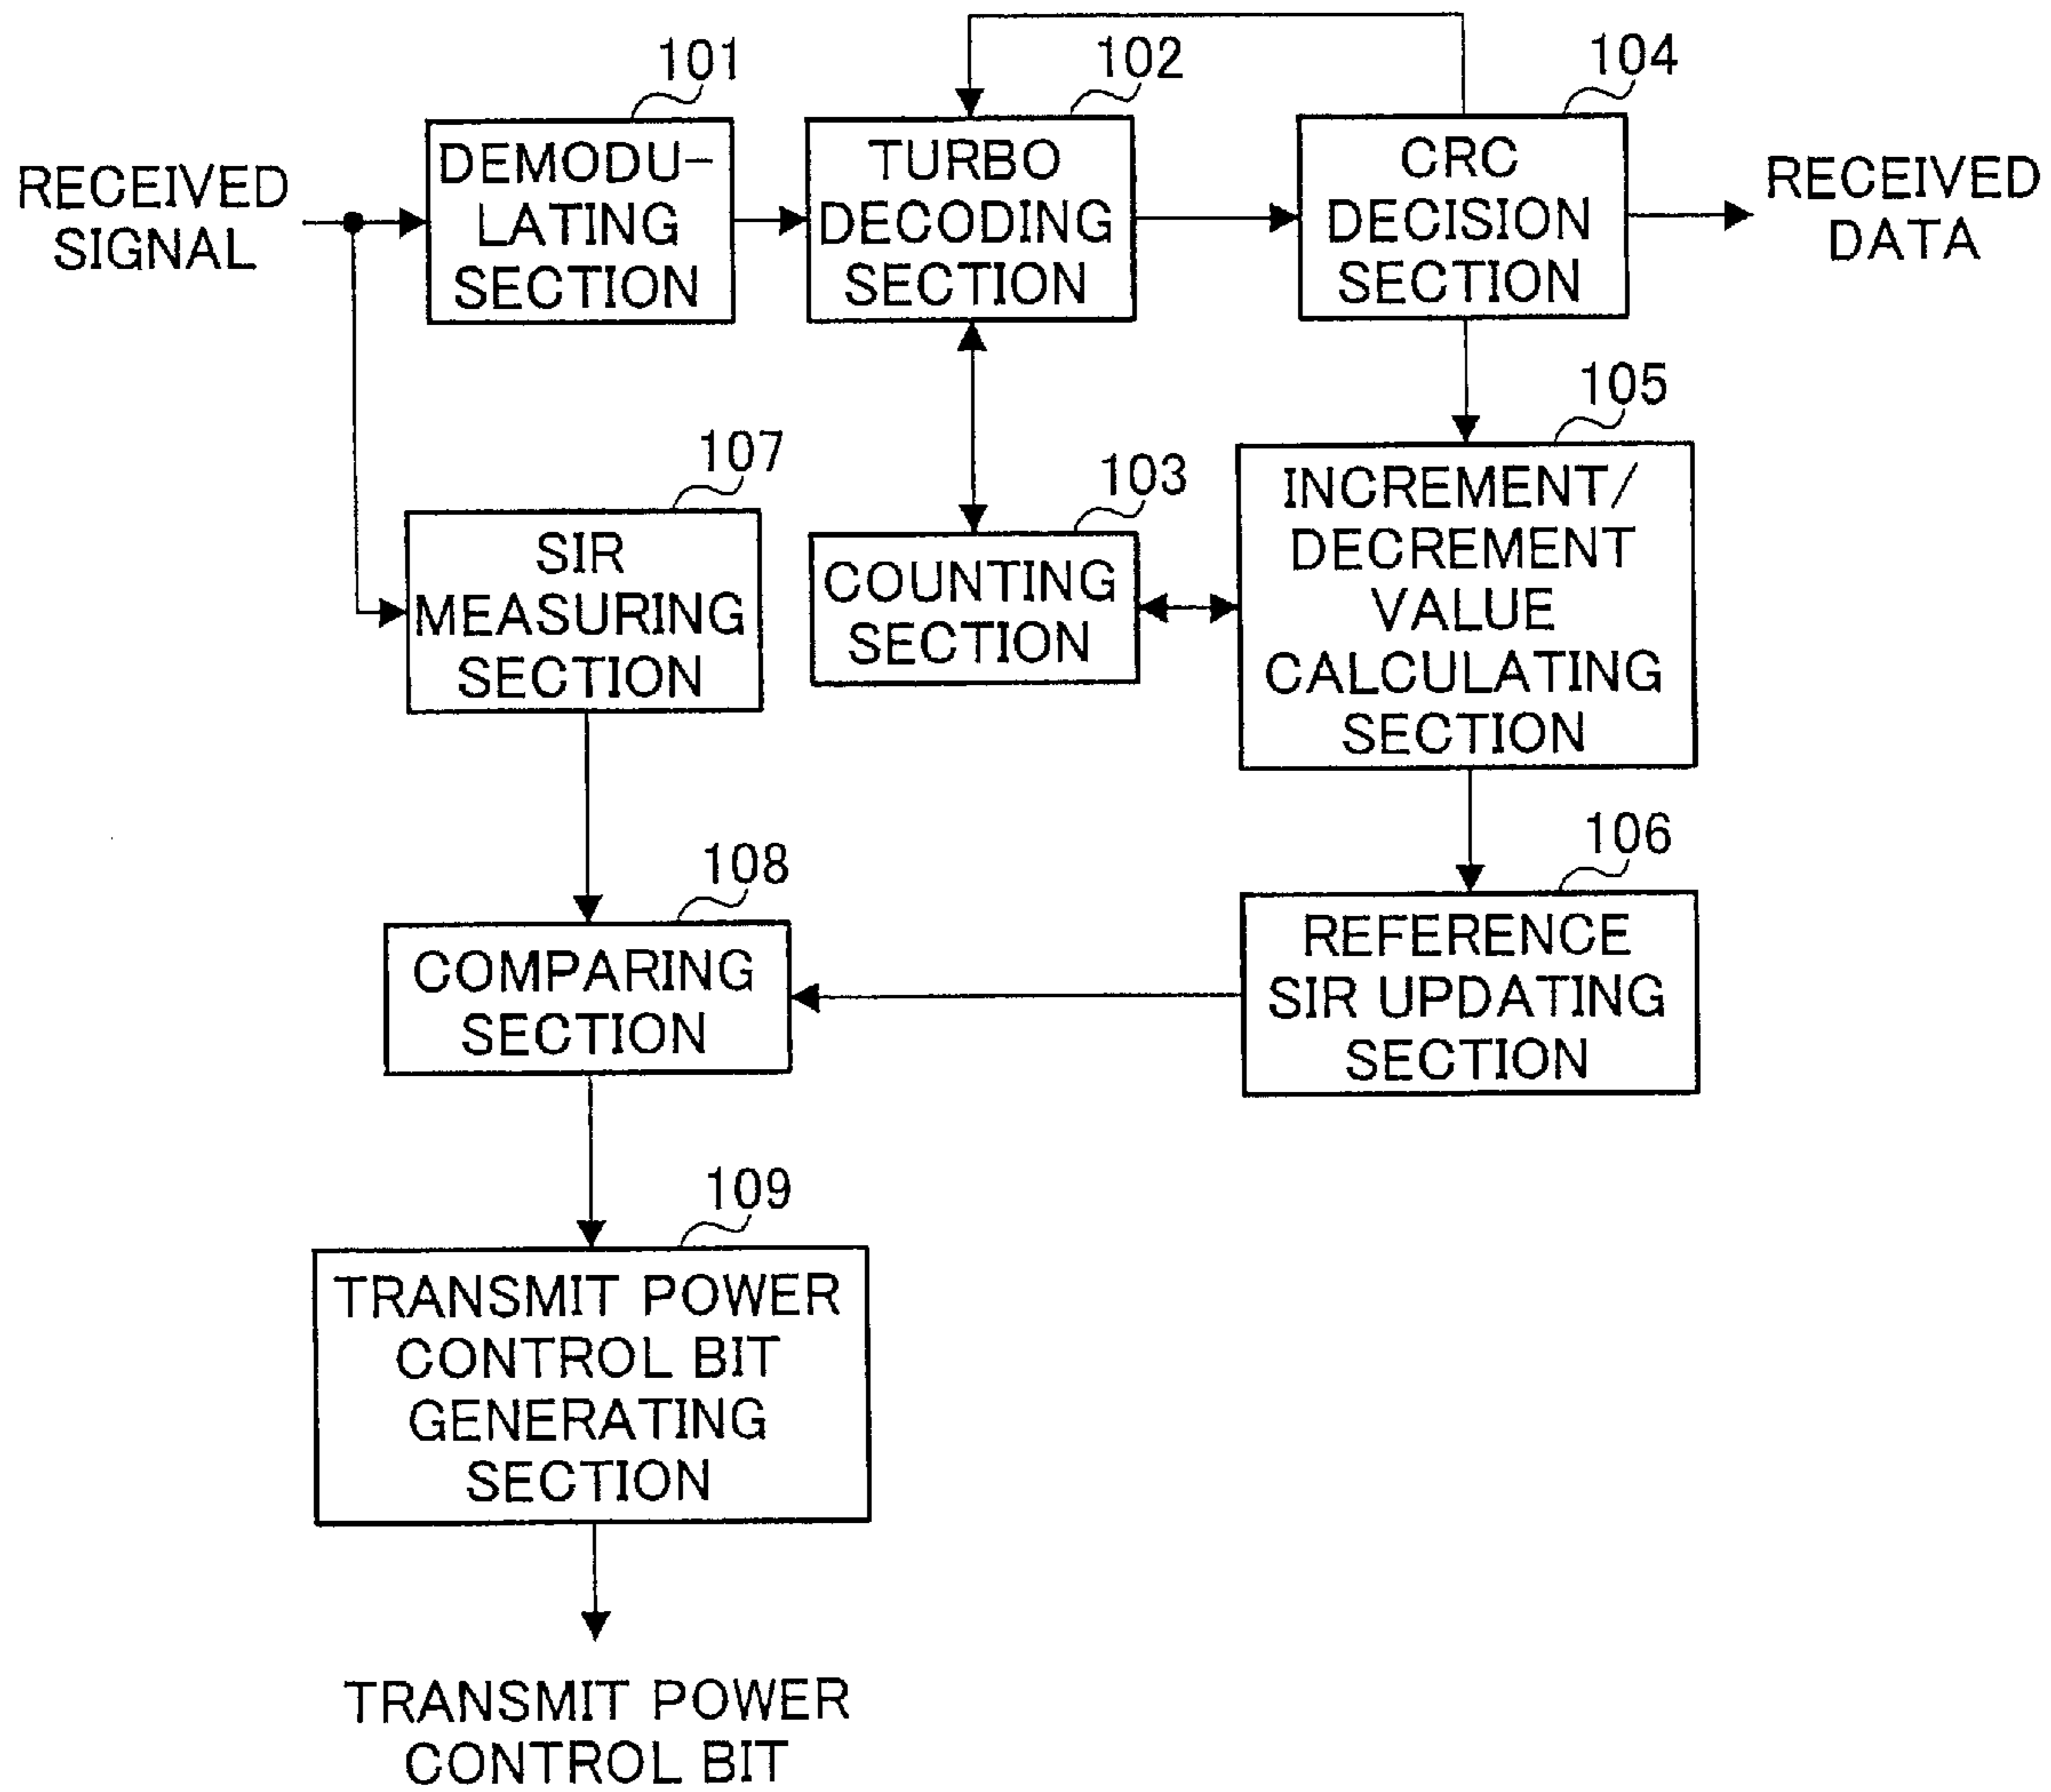 101
102
104
RECEIVED
SIGNAL
DEMODU-
LATING
SECTION
TURBO
DECODING
SECTION
CRC
DECISION
SECTION
RECEIVED
DATA
107
103
105
SIR
MEASURING
SECTION
COUNTING
SECTION
INCREMENT/
DECREMENT
VALUE
CALCULATING
SECTION
108
106
COMPARING
SECTION
REFERENCE
SIR UPDATING
SECTION
109
TRANSMIT POWER
CONTROL BIT
GENERATING
SECTION
TRANSMIT POWER
CONTROL BIT